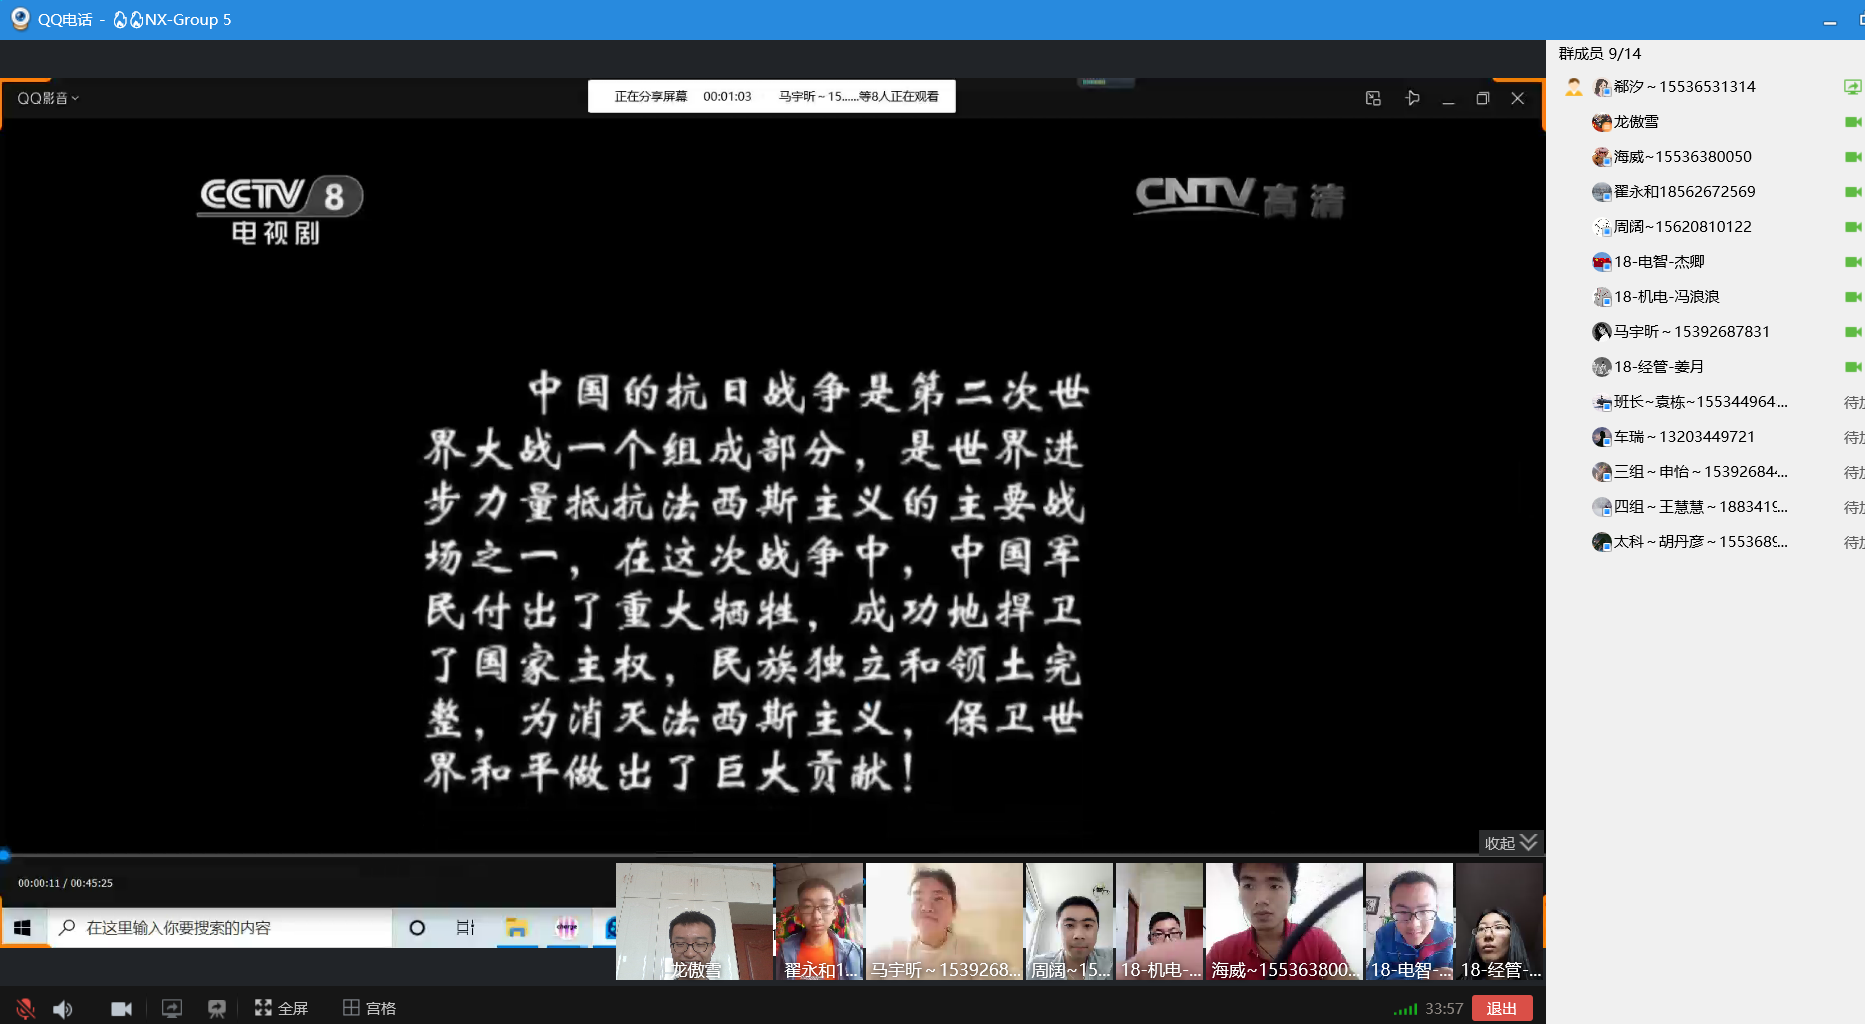 QQ电话 - NX-Group 5
群成员 9/14
QQ影音
正在分享屏幕 00:01:03 马宇昕~15......等8人正在观看
郗汐~15536531314
龙傲雪
海威~15536380050
翟永和18562672569
周阔~15620810122
18-电智-杰卿
18-机电-冯浪浪
马宇昕~15392687831
18-经管-姜月
班长~袁栋~155344964... 待加
车瑞~13203449721 待加
三组~申怡~15392684... 待加
四组~王慧慧~1883419... 待加
太科~胡丹彦~1553689... 待加
CCTV 8
电视剧
CNTV 高清
中国的抗日战争是第二次世
界大战一个组成部分，是世界进
步力量抵抗法西斯主义的主要战
场之一，在这次战争中，中国军
民付出了重大牺牲，成功地捍卫
了国家主权，民族独立和领土完
整，为消灭法西斯主义，保卫世
界和平做出了巨大贡献！
收起
00:00:11 / 00:45:25
在这里输入你要搜索的内容
龙傲雪
翟永和1...
马宇昕~1539268...
周阔~15...
18-机电-...
海威~155363800...
18-电智-...
18-经管-...
全屏
宫格
33:57
退出